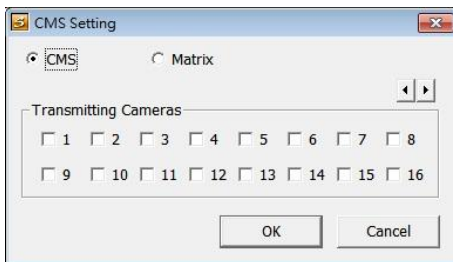 CMS Setting
CMS Matrix
Transmitting Cameras
1 2 3 4 5 6 7 8
9 10 11 12 13 14 15 16
OK Cancel